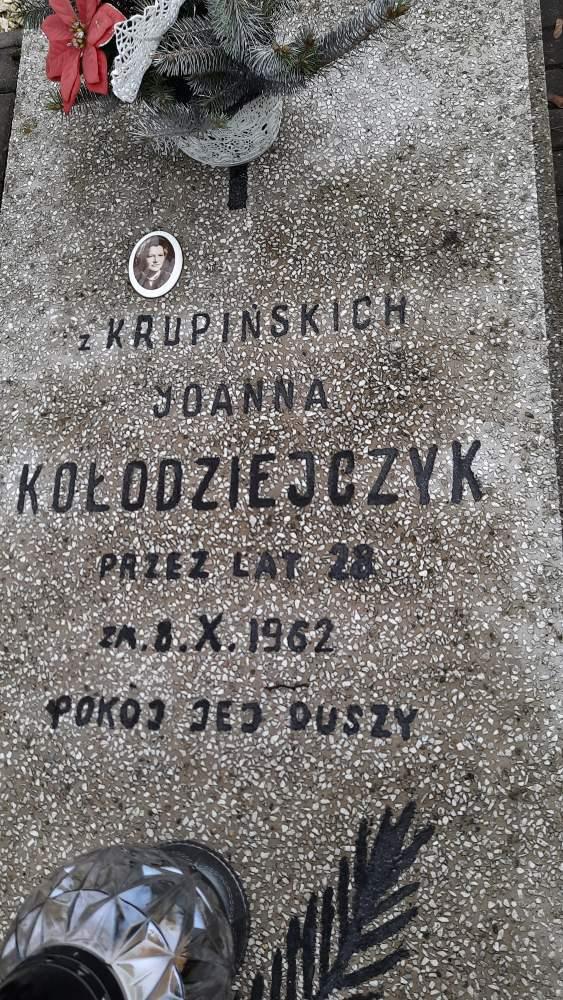 z KRUPIŃSKICH
JOANNA
KOŁODZIEJCZYK
PRZEZ LAT 28
ZM. 8. X. 1962
POKÓJ JEJ DUSZY